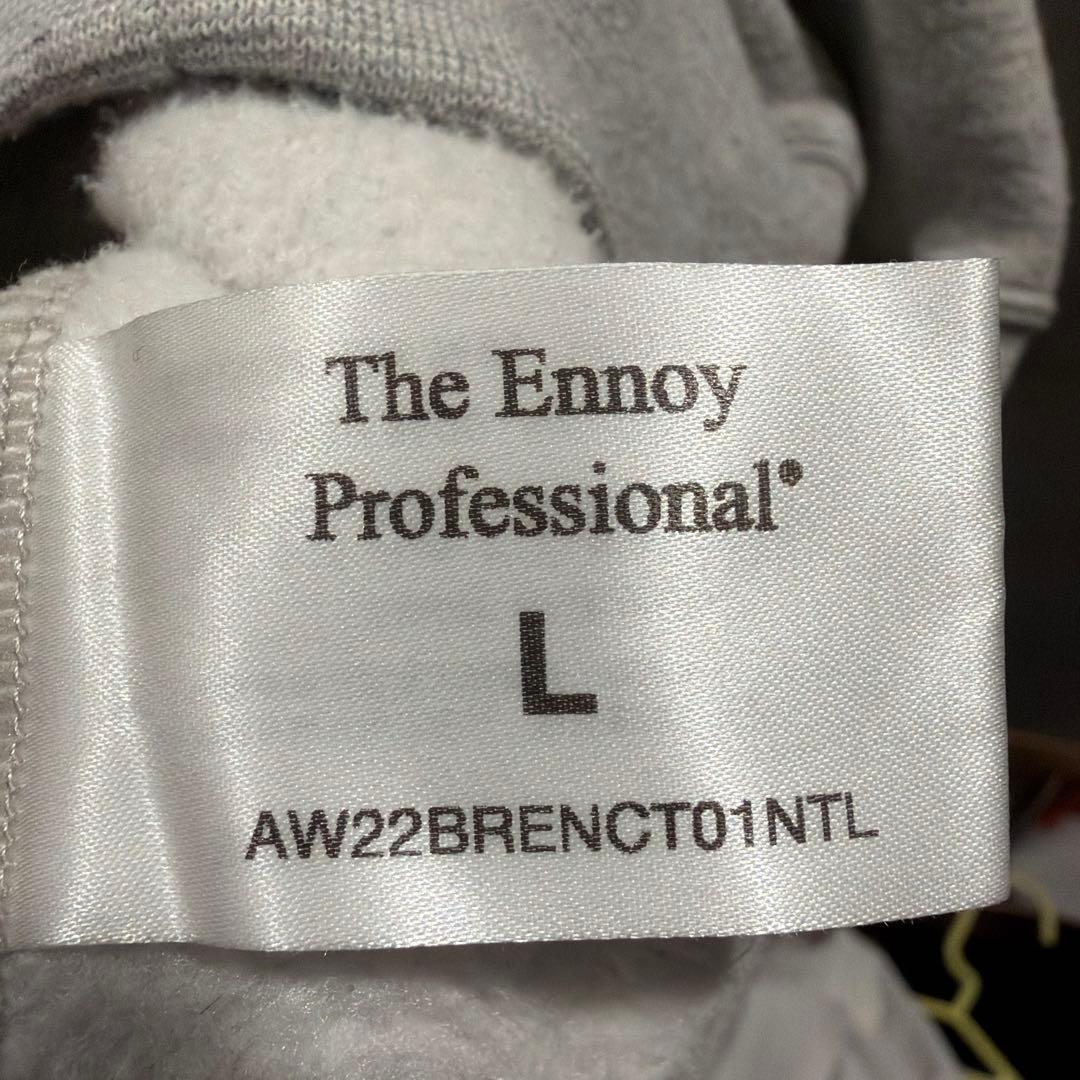 The Ennoy
Professional®
L
AW22BRENCT01NTL